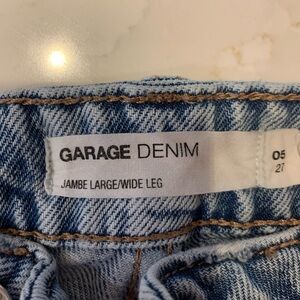 GARAGE DENIM
JAMBE LARGE/WIDE LEG
05
27